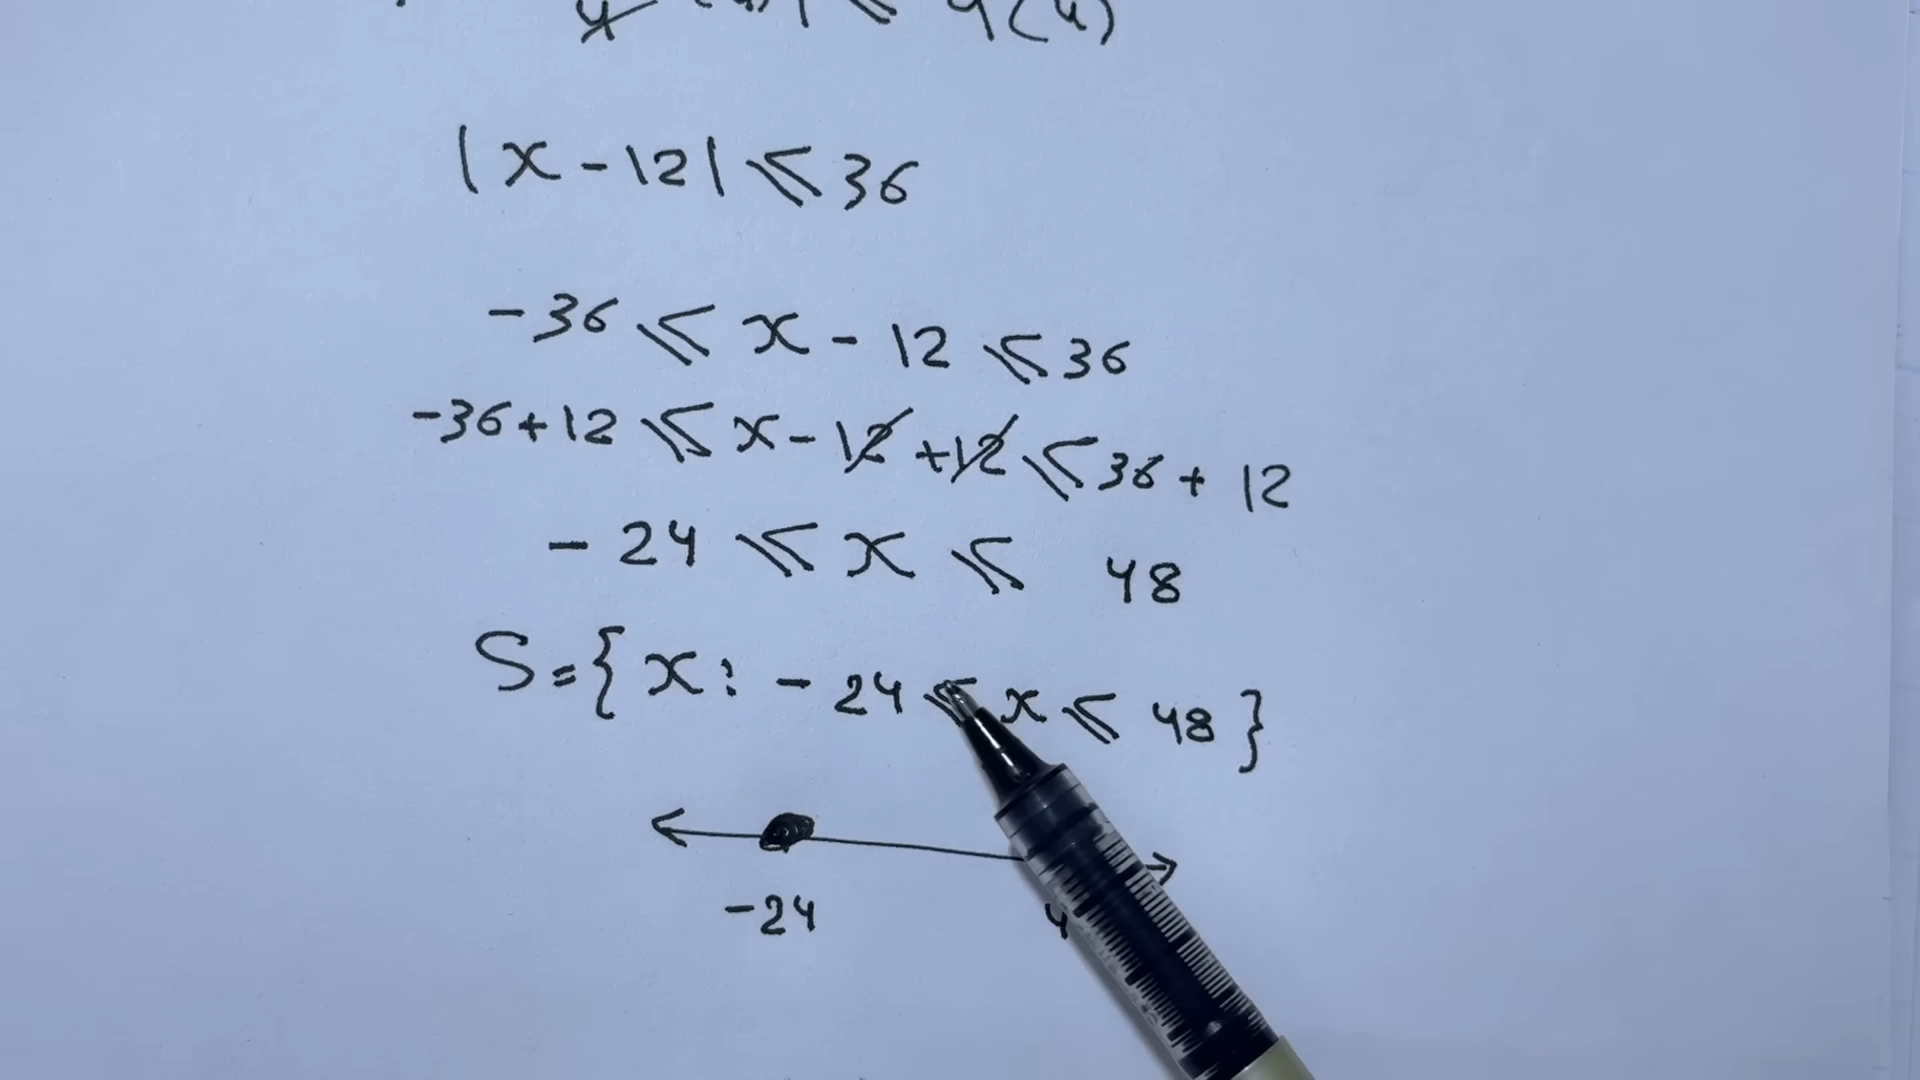 |x-12| ⩽ 36
-36 ⩽ x - 12 ⩽ 36
-36+12 ⩽ x-12 +12 ⩽ 36 + 12
-24 ⩽ x ⩽ 48
S={ x: -24 ⩽ x ⩽ 48 }
-24